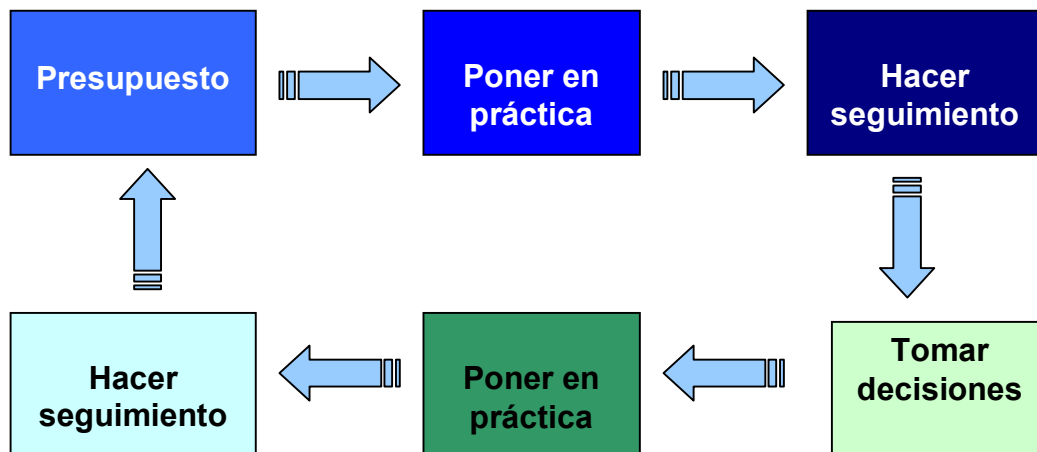 Presupuesto
Poner en
práctica
Hacer
seguimiento
Tomar
decisiones
Poner en
práctica
Hacer
seguimiento